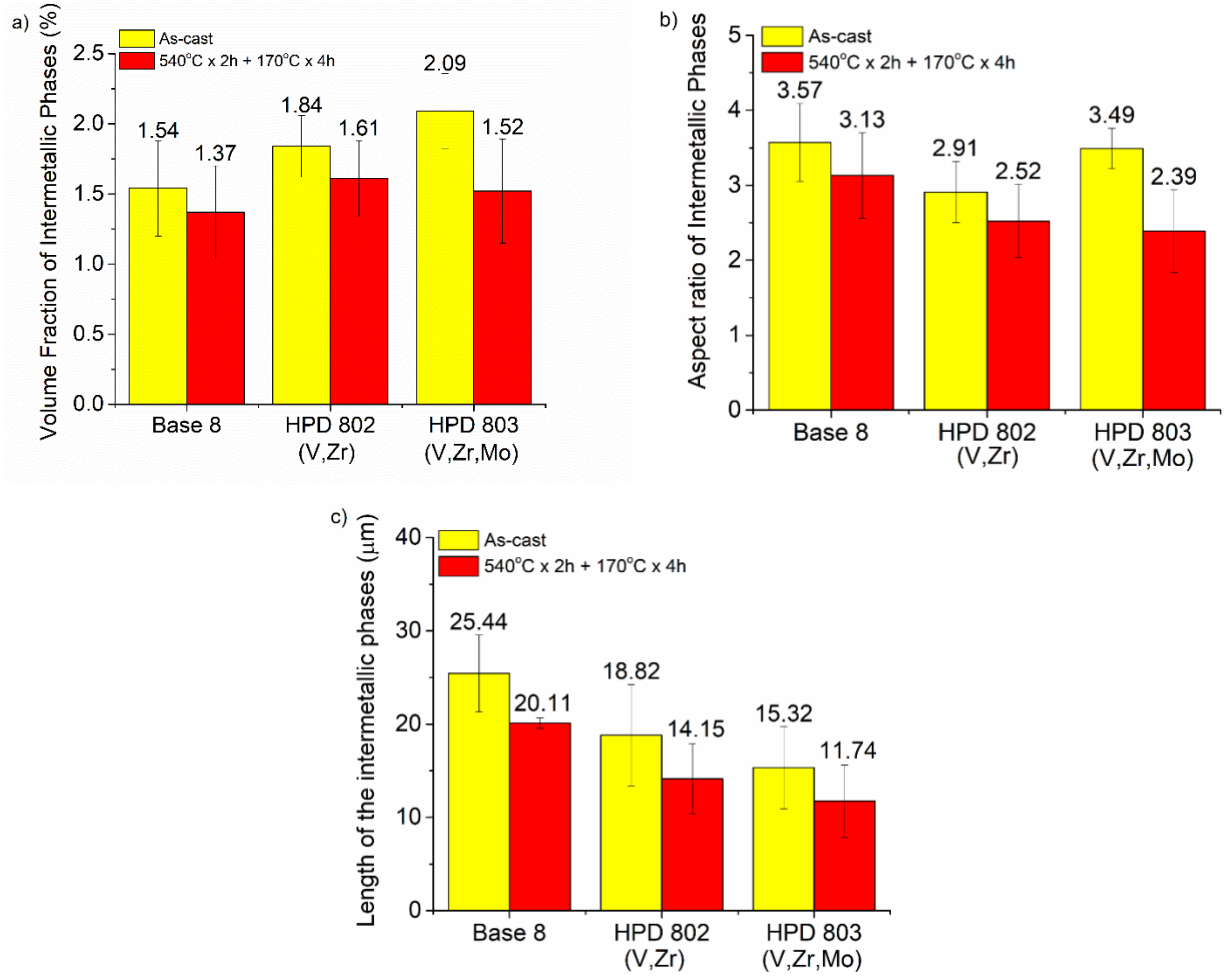 a)
As-cast
540°C x 2h + 170°C x 4h
Volume Fraction of Intermetallic Phases (%)
2.5
2.0
1.5
1.0
0.5
0.0
1.54
1.37
1.84
1.61
2.09
1.52
Base 8
HPD 802
(V,Zr)
HPD 803
(V,Zr,Mo)
b)
As-cast
540°C x 2h + 170°C x 4h
Aspect ratio of Intermetallic Phases
5
4
3
2
1
0
3.57
3.13
2.91
2.52
3.49
2.39
Base 8
HPD 802
(V,Zr)
HPD 803
(V,Zr,Mo)
c)
As-cast
540°C x 2h + 170°C x 4h
Length of the intermetallic phases (μm)
40
30
20
10
0
25.44
20.11
18.82
14.15
15.32
11.74
Base 8
HPD 802
(V,Zr)
HPD 803
(V,Zr,Mo)